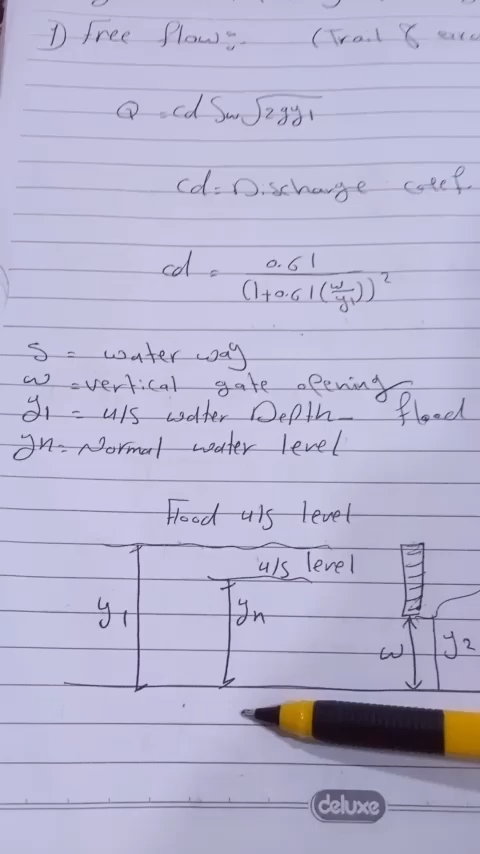 1) Free flow:- (Trail &
Q = cd Sw √2gy1
cd = Discharge coef.
cd = 0.61 / (1+0.61(w/y1))²
S = water way
w = vertical gate opening
y1 = u/s water Depth - flood
yn = Normal water level
Flood u/s level
u/s level
y1 yn w y2
deluxe